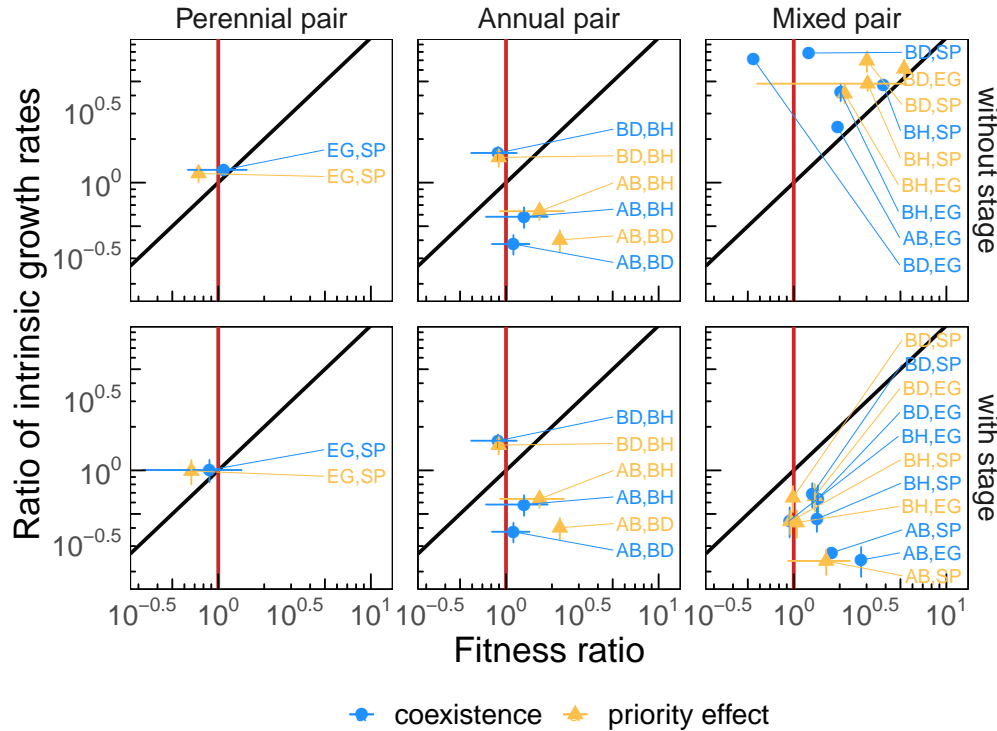 Perennial pair
Annual pair
Mixed pair
Ratio of intrinsic growth rates
10^0.5
10^0
10^−0.5
EG,SP
EG,SP
BD,BH
BD,BH
AB,BH
AB,BH
AB,BD
AB,BD
BD,SP
BD,EG
BD,SP
BH,SP
BH,SP
BH,EG
BH,EG
AB,EG
BD,EG
without stage
10^0.5
10^0
10^−0.5
EG,SP
EG,SP
BD,BH
BD,BH
AB,BH
AB,BH
AB,BD
AB,BD
BD,SP
BD,SP
BD,EG
BD,EG
BH,EG
BH,SP
BH,SP
BH,EG
AB,SP
AB,EG
AB,SP
with stage
10^−0.5 10^0 10^0.5 10^1
10^−0.5 10^0 10^0.5 10^1
10^−0.5 10^0 10^0.5 10^1
Fitness ratio
coexistence priority effect